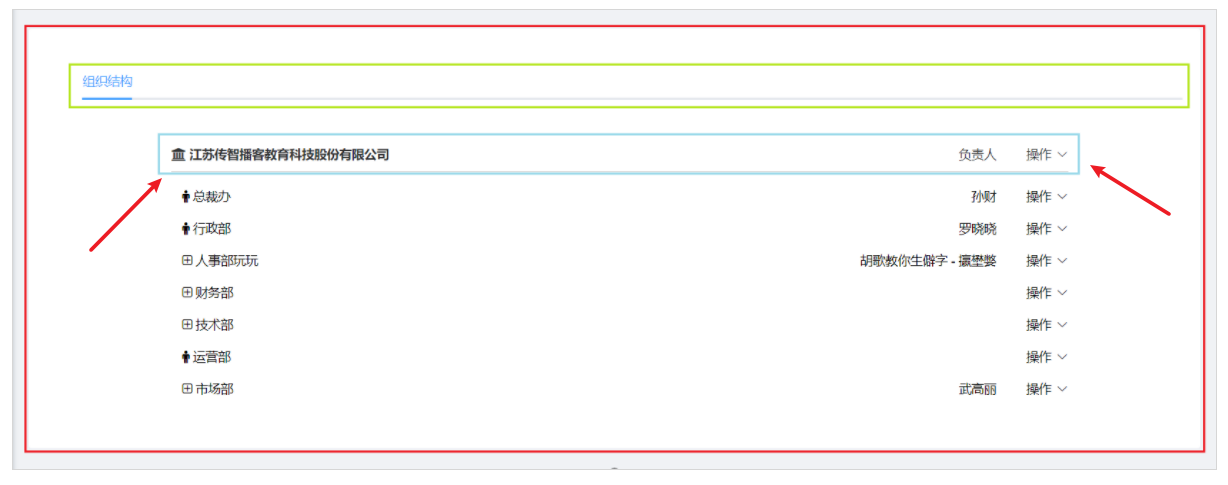 组织结构
江苏传智播客教育科技股份有限公司 负责人 操作
总裁办 孙财 操作
行政部 罗晓晓 操作
人事部玩玩 胡歌教你生僻字 - 操作
财务部 操作
技术部 操作
运营部 操作
市场部 武高丽 操作